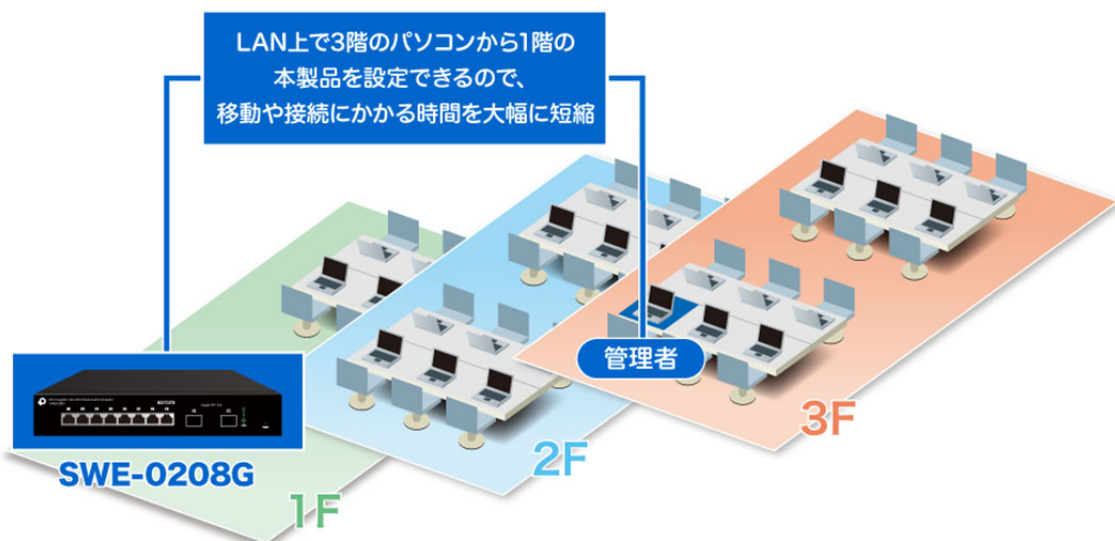 LAN上で3階のパソコンから1階の
本製品を設定できるので、
移動や接続にかかる時間を大幅に短縮
管理者
3F
2F
SWE-0208G
1F